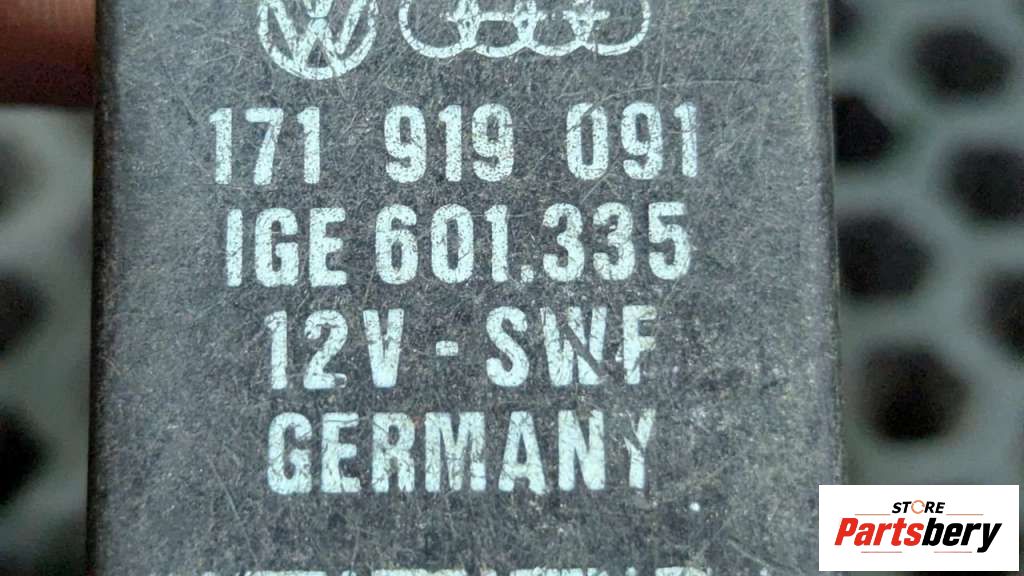 171 919 091
IGE 601.335
12V - SWF
GERMANY
STORE
Partsbery